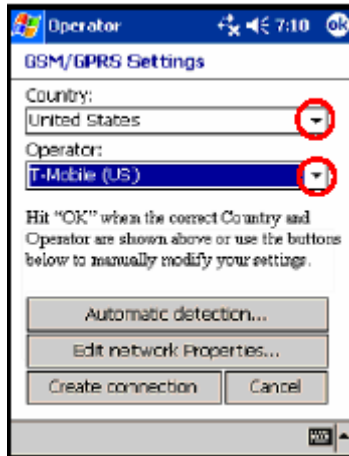 Operator 7:10 ok
GSM/GPRS Settings
Country:
United States
Operator:
T-Mobile (US)
Hit "OK" when the correct Country and
Operator are shown above or use the buttons
below to manually modify your settings.
Automatic detection...
Edit network Properties...
Create connection Cancel